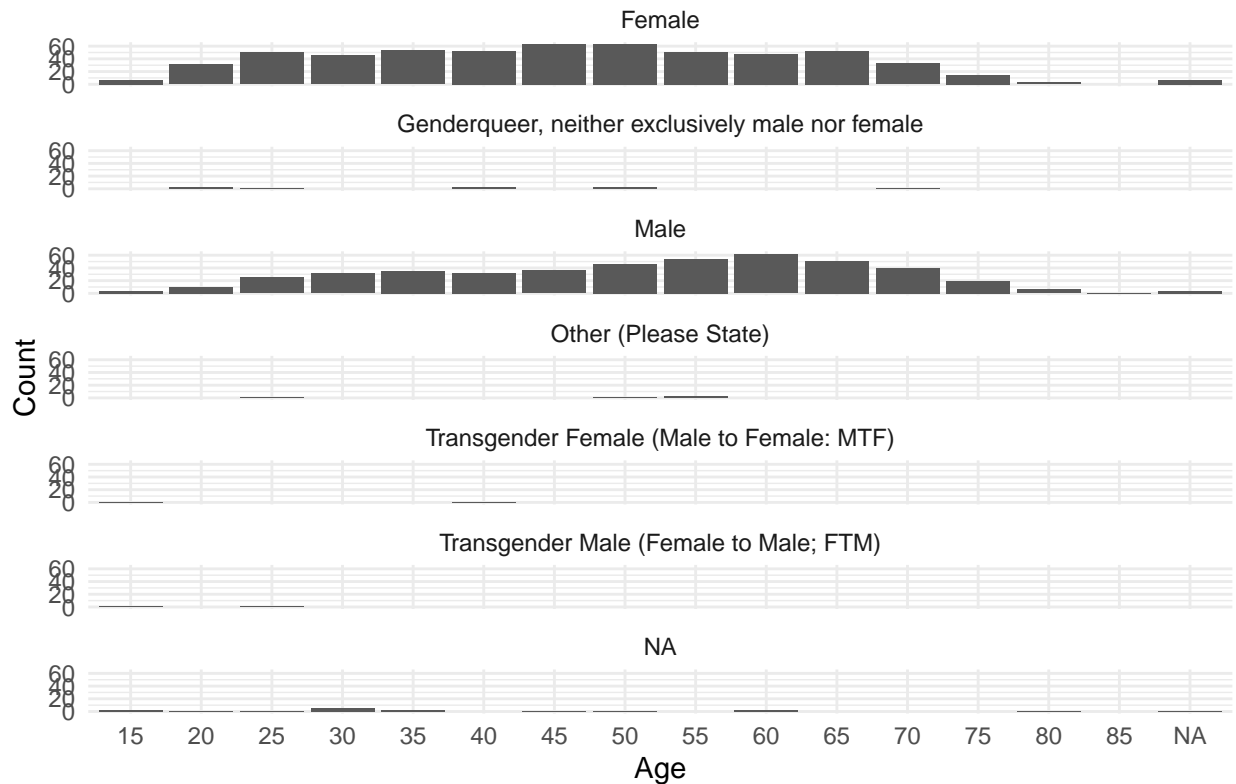 Female
60
40
20
0
Genderqueer, neither exclusively male nor female
60
40
20
0
Male
60
40
20
0
Other (Please State)
60
40
20
0
Transgender Female (Male to Female: MTF)
60
40
20
0
Transgender Male (Female to Male; FTM)
60
40
20
0
NA
60
40
20
0
Count
15 20 25 30 35 40 45 50 55 60 65 70 75 80 85 NA
Age